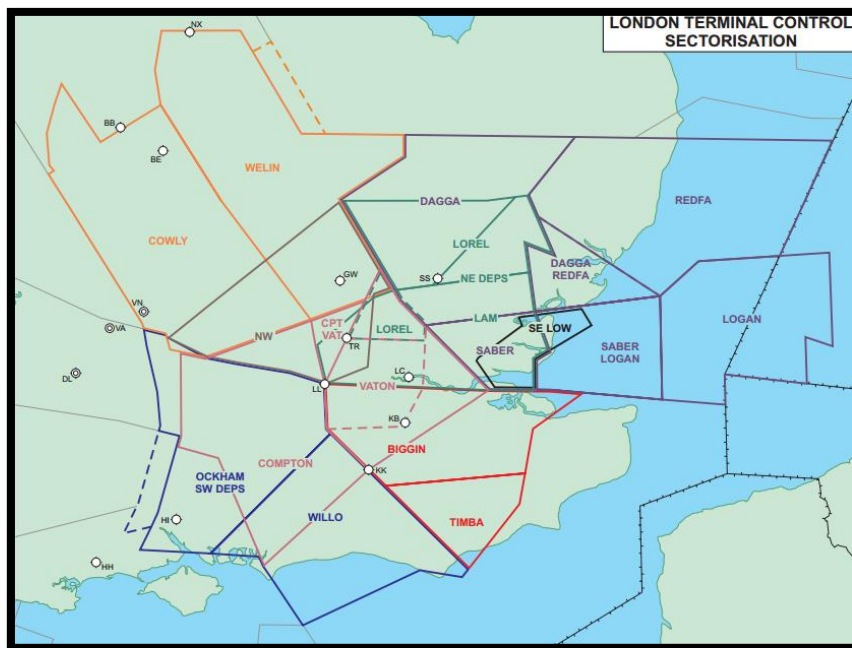 LONDON TERMINAL CONTROL
SECTORISATION
NX
BB
BE
WELIN
DAGGA
REDFA
COWLY
LOREL
DAGGA
REDFA
GW
SS
NE DEPS
VN
VA
CPT
VAT
LOREL
LAM
SE LOW
LOGAN
NW
TR
SABER
SABER
LOGAN
DL
LL
VATON
LC
KB
BIGGIN
COMPTON
OCKHAM
SW DEPS
KK
WILLO
TIMBA
HI
HH